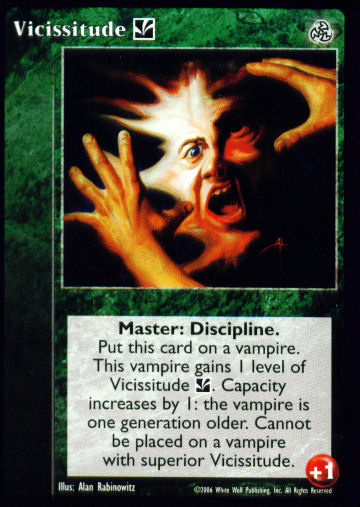 Vicissitude
Master: Discipline.
Put this card on a vampire.
This vampire gains 1 level of
Vicissitude . Capacity
increases by 1: the vampire is
one generation older. Cannot
be placed on a vampire
with superior Vicissitude.
+1
Illus: Alan Rabinowitz
©2006 White Wolf Publishing, Inc. All Rights Reserved